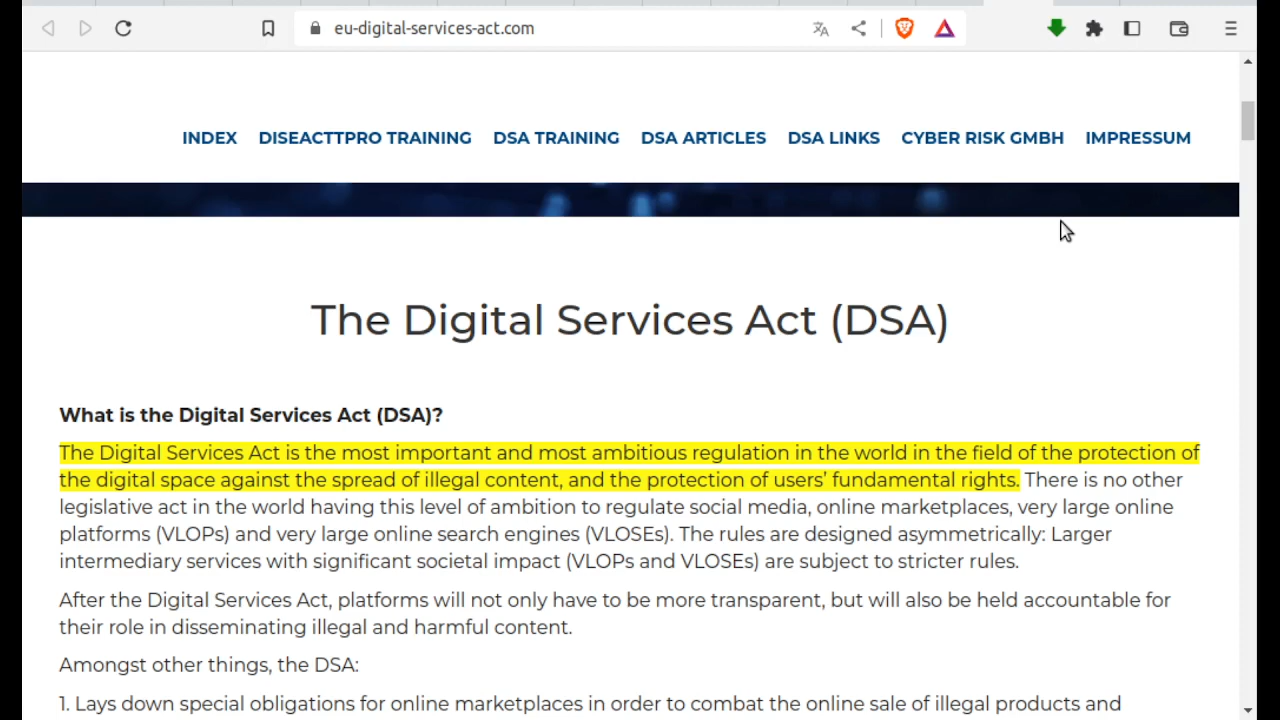 eu-digital-services-act.com
INDEX DISEACTTPRO TRAINING DSA TRAINING DSA ARTICLES DSA LINKS CYBER RISK GMBH IMPRESSUM
The Digital Services Act (DSA)
What is the Digital Services Act (DSA)?
The Digital Services Act is the most important and most ambitious regulation in the world in the field of the protection of
the digital space against the spread of illegal content, and the protection of users’ fundamental rights. There is no other
legislative act in the world having this level of ambition to regulate social media, online marketplaces, very large online
platforms (VLOPs) and very large online search engines (VLOSEs). The rules are designed asymmetrically: Larger
intermediary services with significant societal impact (VLOPs and VLOSEs) are subject to stricter rules.
After the Digital Services Act, platforms will not only have to be more transparent, but will also be held accountable for
their role in disseminating illegal and harmful content.
Amongst other things, the DSA:
1. Lays down special obligations for online marketplaces in order to combat the online sale of illegal products and